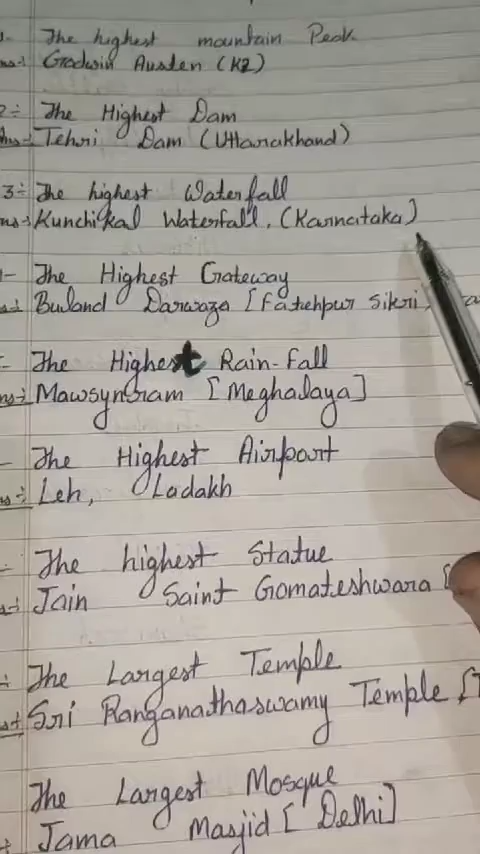 The highest mountain Peak
Godwin Austen (K2)
2:- The Highest Dam
Ans:- Tehri Dam (Uttarakhand)
3:- The highest Waterfall
Ans:- Kunchikal Waterfall, (Karnataka)
The Highest Gateway
Buland Darwaza [Fatehpur Sikri,
The Highest Rain-Fall
Mawsynram [Meghalaya]
The Highest Airport
Leh, Ladakh
The highest Statue
Jain Saint Gomateshwara [
The Largest Temple
Sri Ranganathaswamy Temple [
The Largest Mosque
Jama Masjid [Delhi]